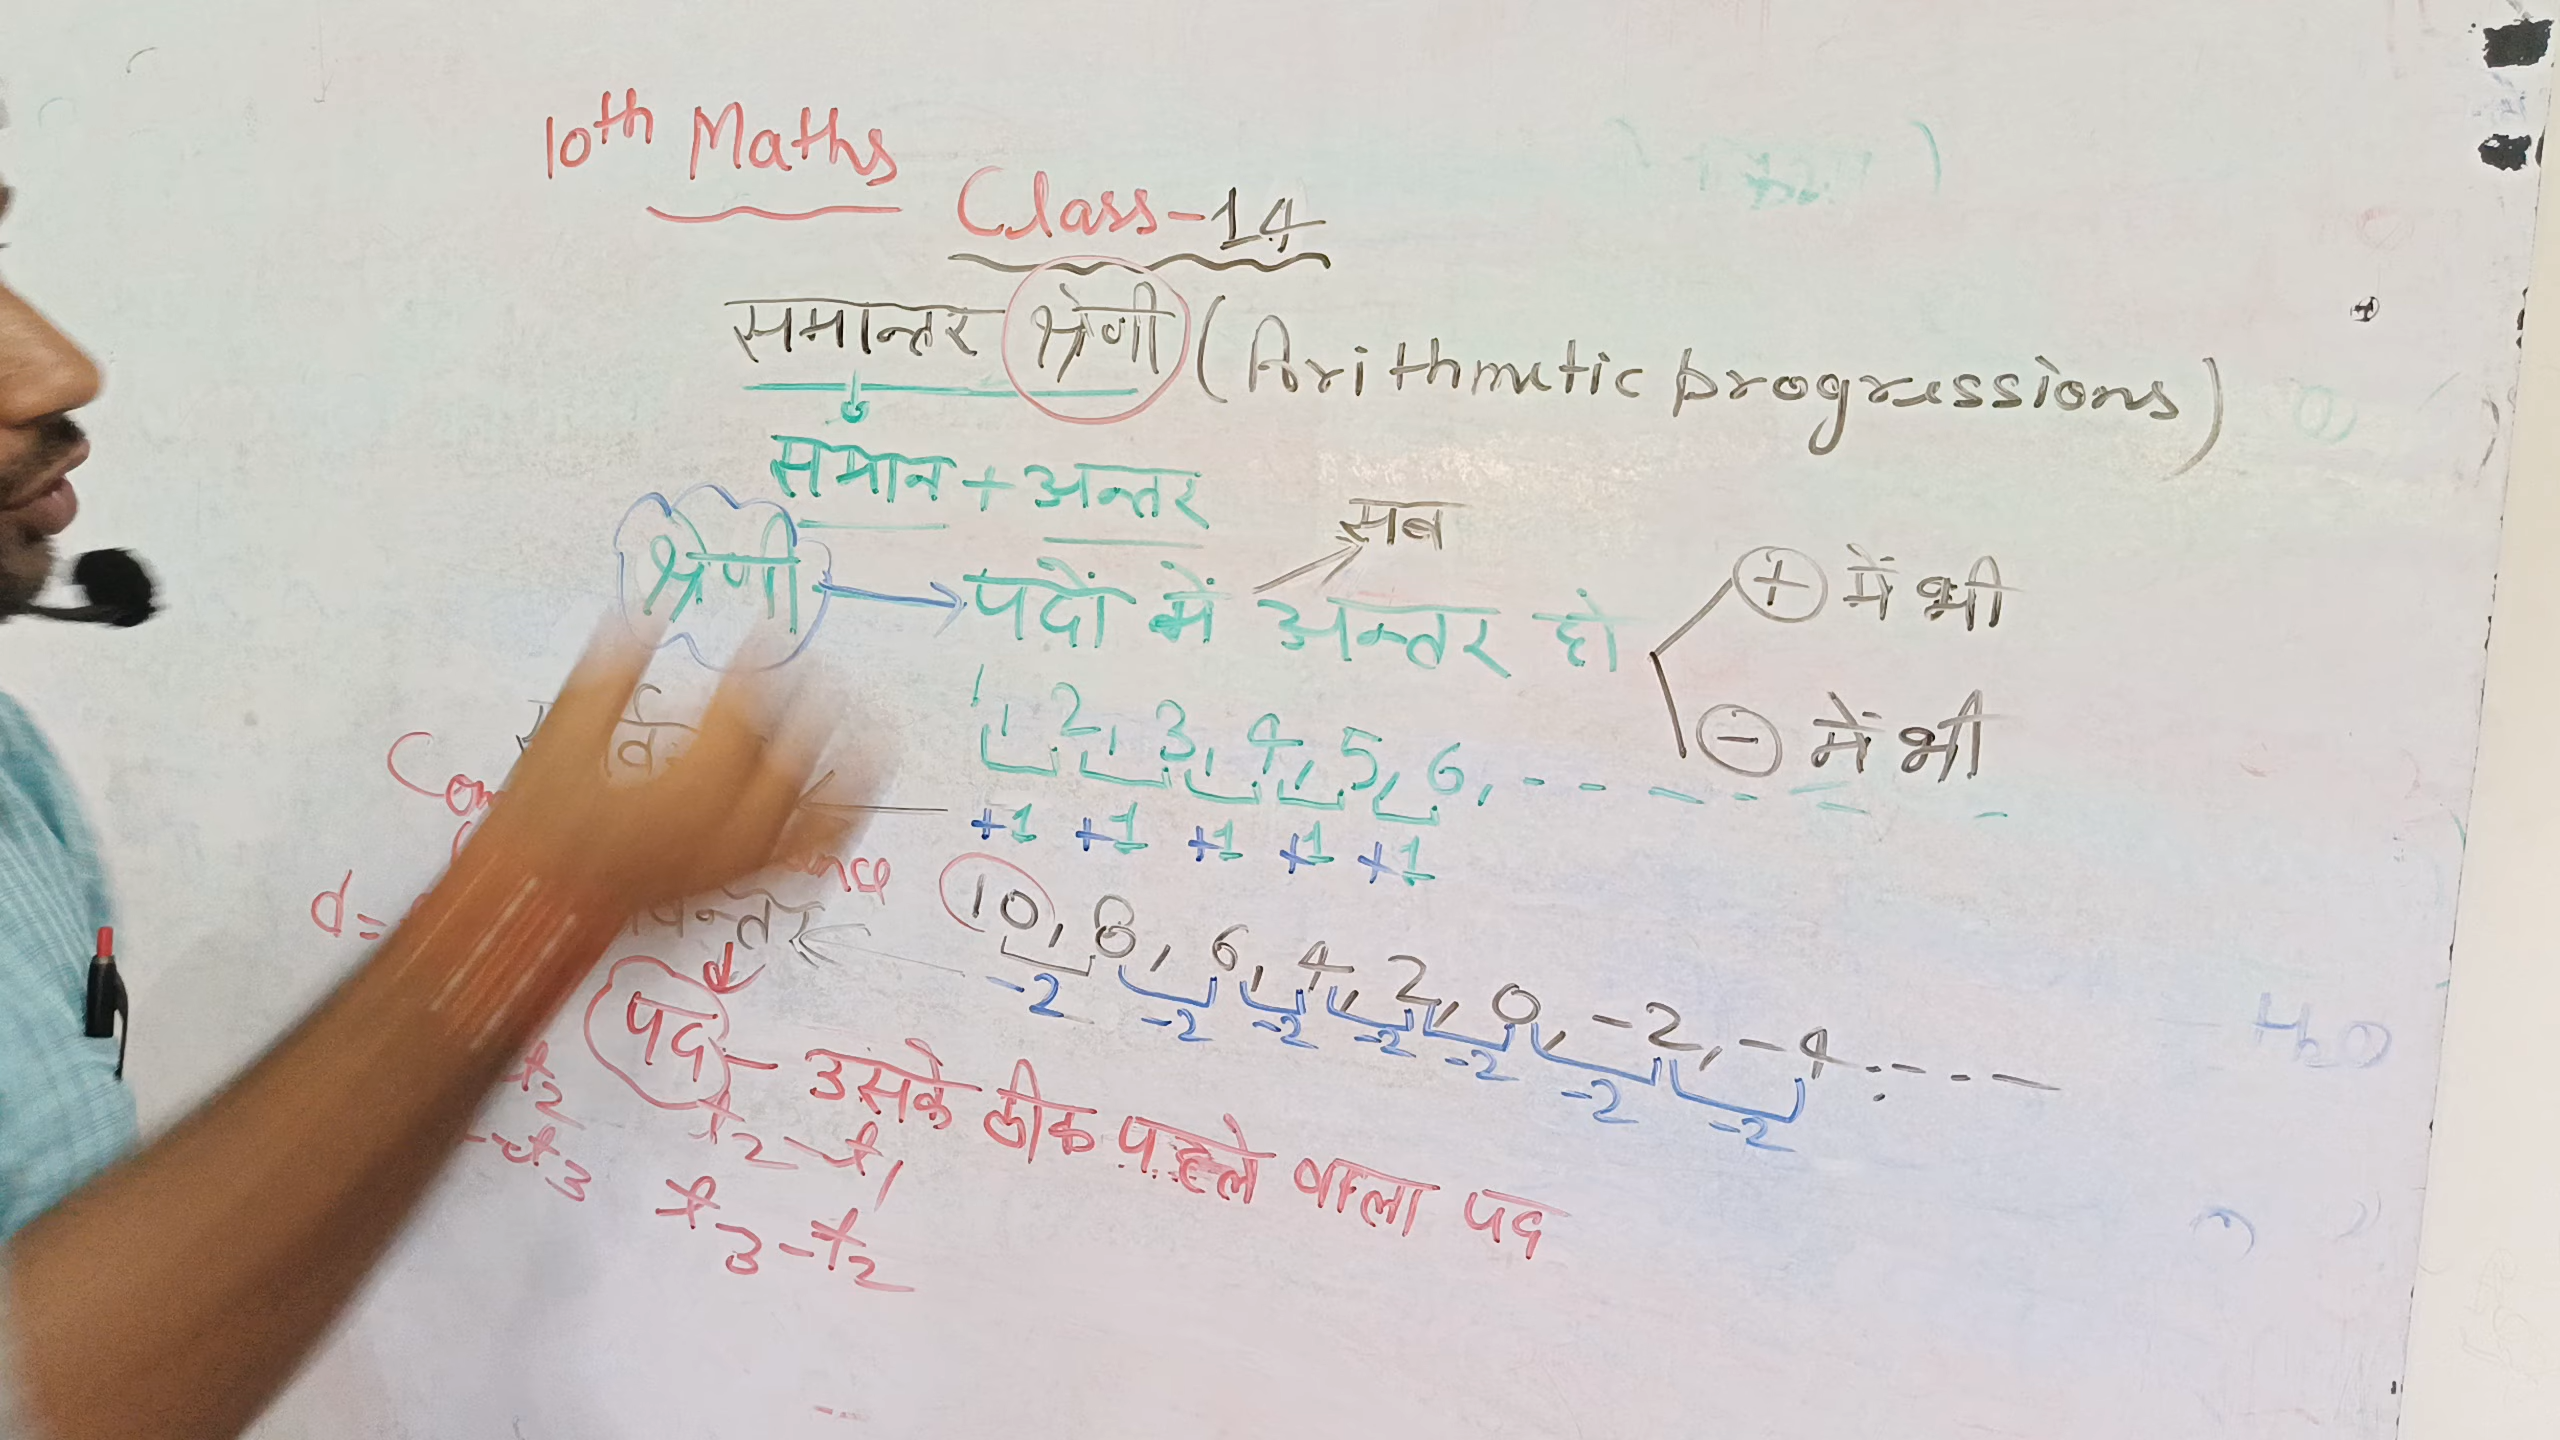 10th Maths
Class-14
समान्तर श्रेणी (Arithmetic progressions)
समान + अन्तर
सब
श्रेणी → पदों में अन्तर हो
+ में भी
- में भी
1, 2, 3, 4, 5, 6, - - - - - - -
+1 +1 +1 +1 +1
d=
10, 8, 6, 4, 2, 0, -2, -4 - - - -
-2 -2 -2 -2 -2 -2 -2
पद - उसके ठीक पहले वाला पद
t2 - t1
t3 - t2
H2O